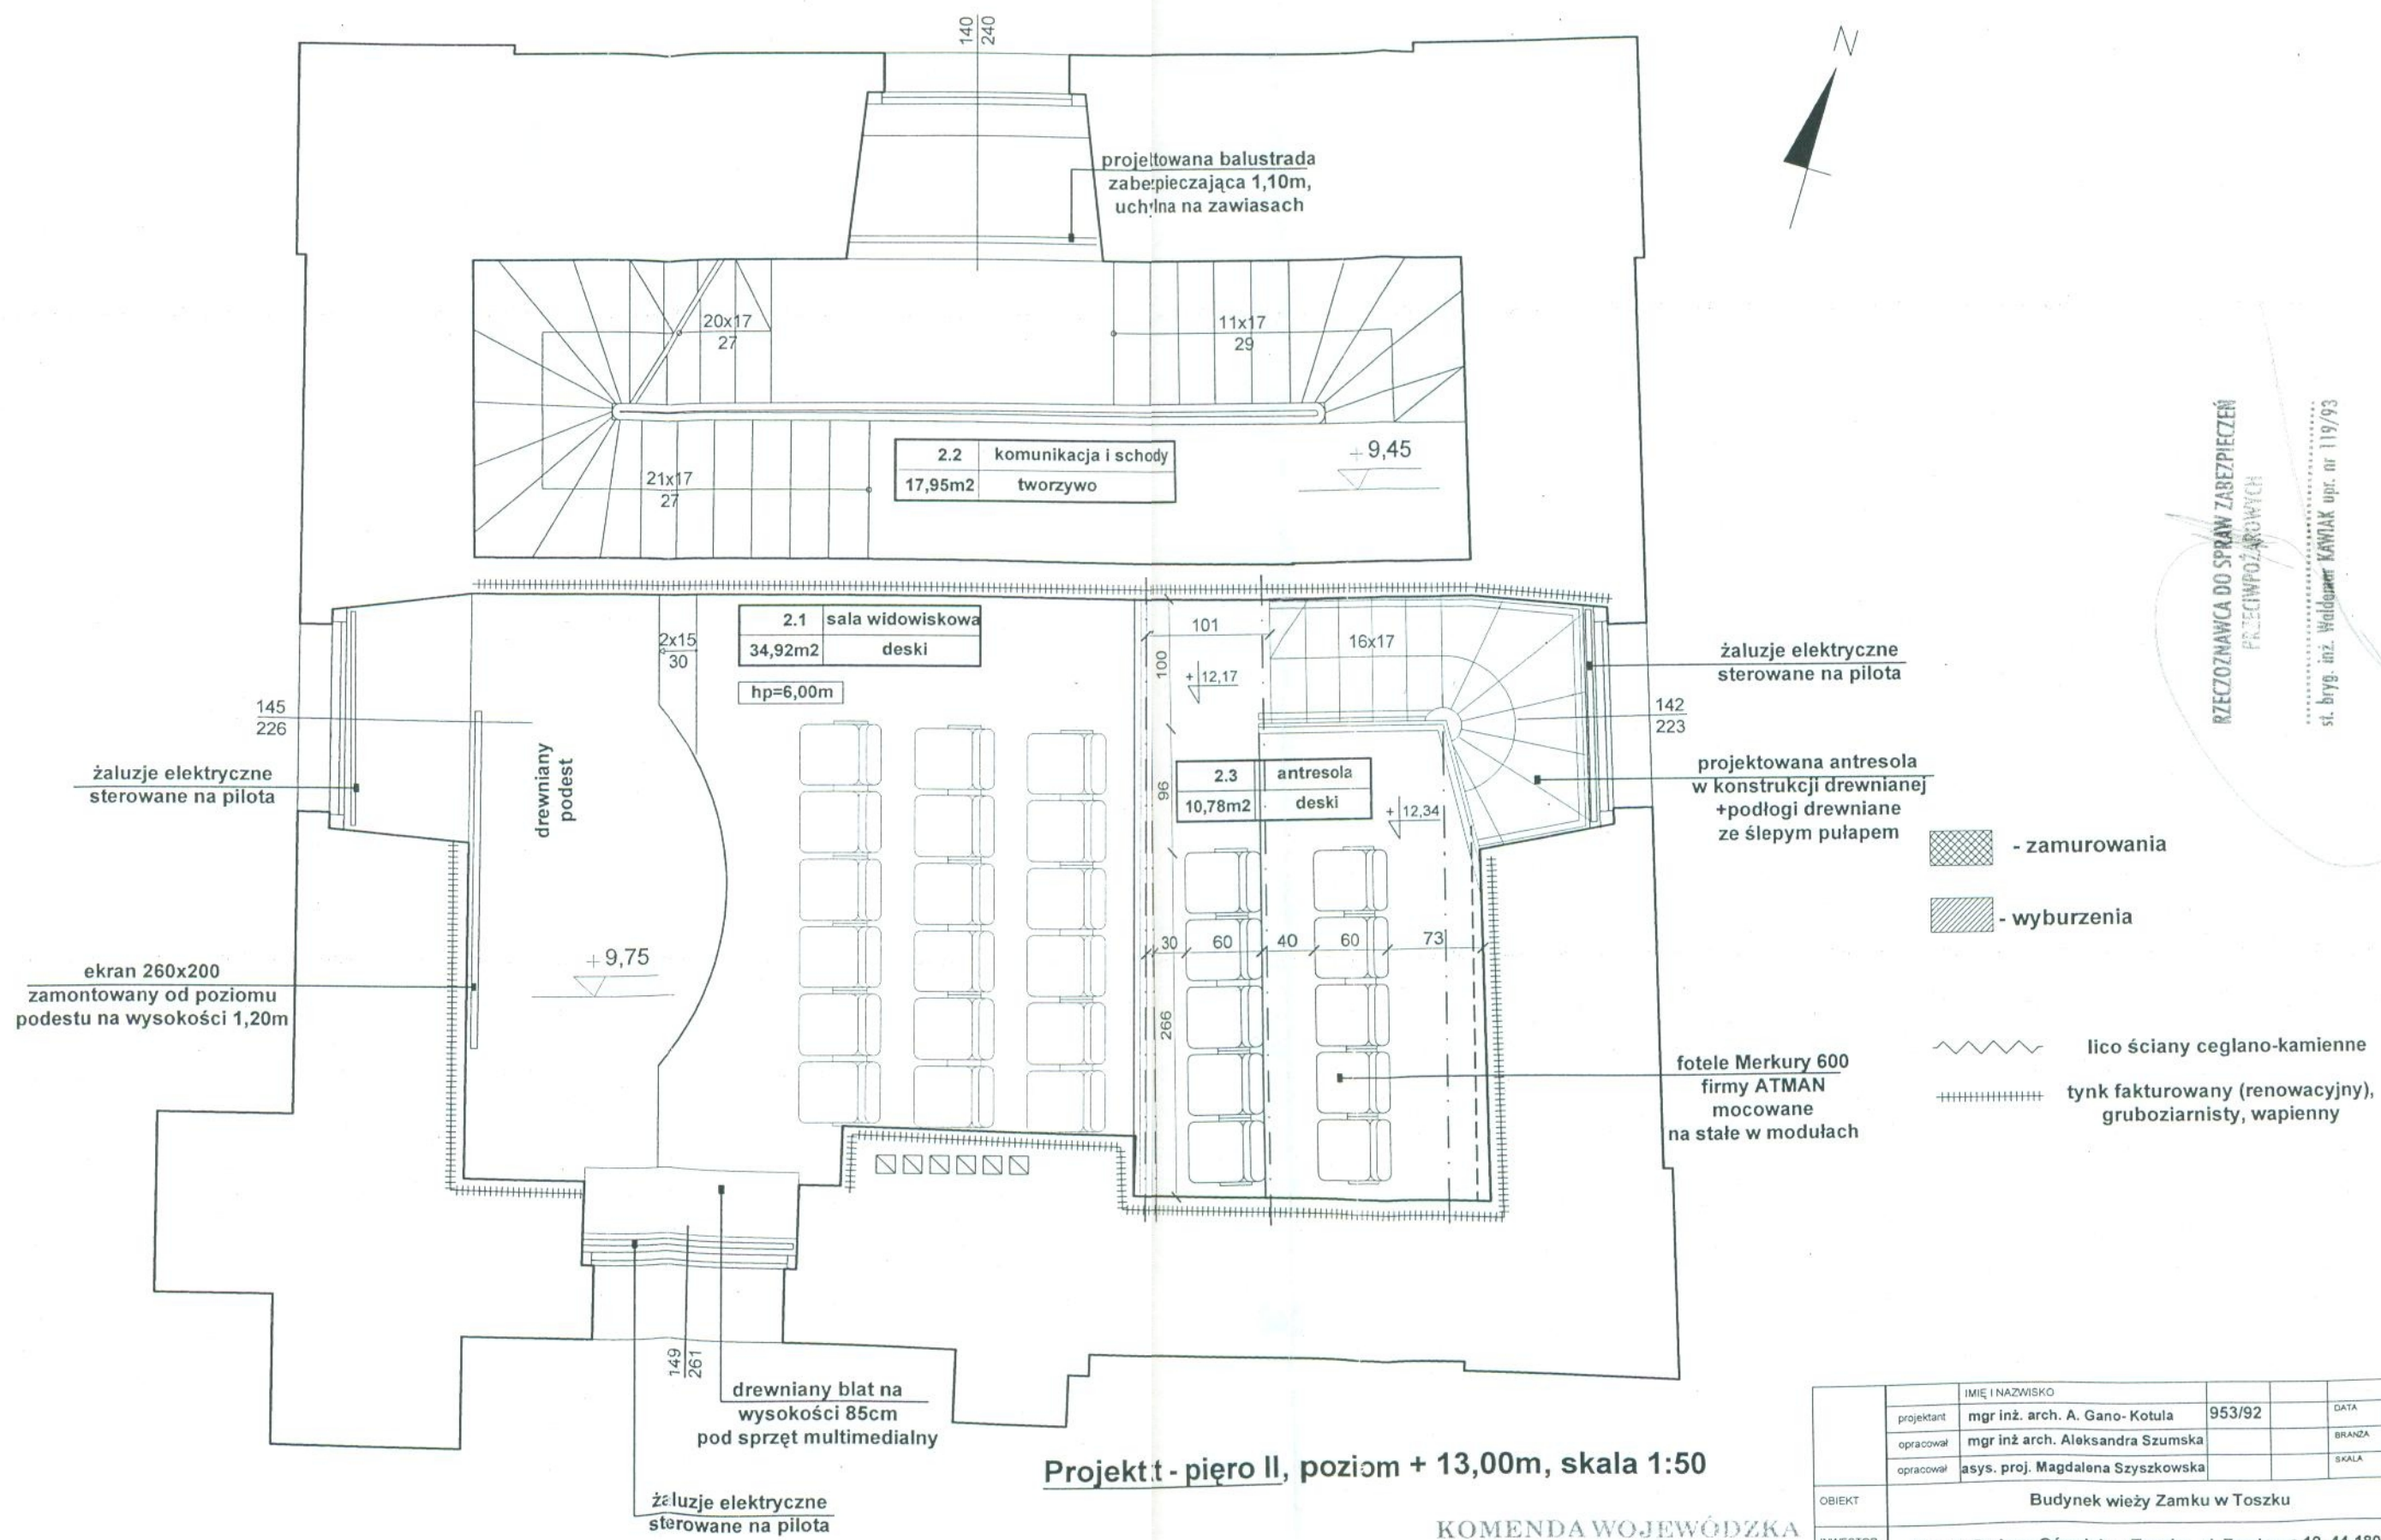 140
240
N
projektowana balustrada
zabezpieczająca 1,10m,
uchylna na zawiasach
20x17
27
11x17
29
21x17
27
2.2 komunikacja i schody
17,95m2 tworzywo
+ 9,45
2.1 sala widowiskowa
34,92m2 deski
hp=6,00m
2x15
30
101
100
+ 12,17
16x17
żaluzje elektryczne
sterowane na pilota
145
226
142
223
żaluzje elektryczne
sterowane na pilota
drewniany
podest
96
2.3 antresola
10,78m2 deski
+ 12,34
projektowana antresola
w konstrukcji drewnianej
+podłogi drewniane
ze ślepym pułapem
RZECZOZNAWCA DO SPRAW ZABEZPIECZEŃ
PRZECIWPOŻAROWYCH
st. bryg. inż. Waldemar KAWIAK upr. nr 119/93
- zamurowania
- wyburzenia
+ 9,75
30 60 40 60 73
266
ekran 260x200
zamontowany od poziomu
podestu na wysokości 1,20m
fotele Merkury 600
firmy ATMAN
mocowane
na stałe w modułach
lico ściany ceglano-kamienne
tynk fakturowany (renowacyjny),
gruboziarnisty, wapienny
149
261
drewniany blat na
wysokości 85cm
pod sprzęt multimedialny
żaluzje elektryczne
sterowane na pilota
Projekt:t - pięro II, poziom + 13,00m, skala 1:50
KOMENDA WOJEWÓDZKA
IMIĘ I NAZWISKO
projektant mgr inż. arch. A. Gano- Kotula 953/92 DATA
opracował mgr inż arch. Aleksandra Szumska BRANŻA
opracował asys. proj. Magdalena Szyszkowska SKALA
OBIEKT Budynek wieży Zamku w Toszku